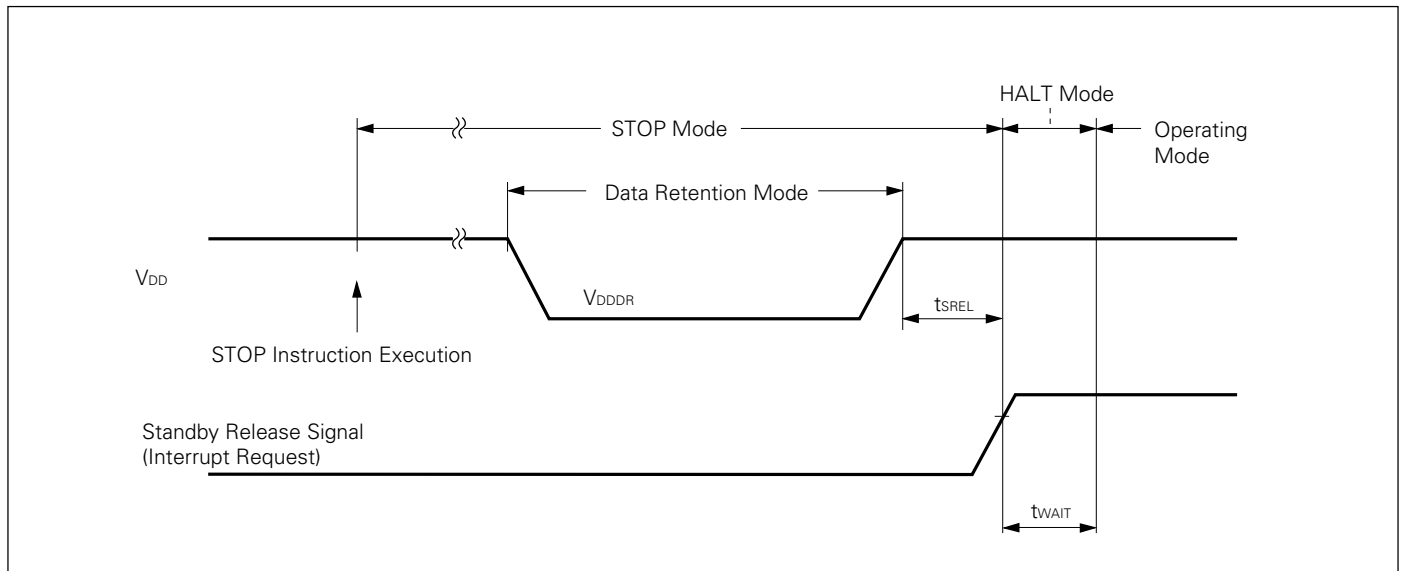 HALT Mode
STOP Mode
Operating
Mode
Data Retention Mode
VDD
VDDDR
tSREL
STOP Instruction Execution
Standby Release Signal
(Interrupt Request)
tWAIT